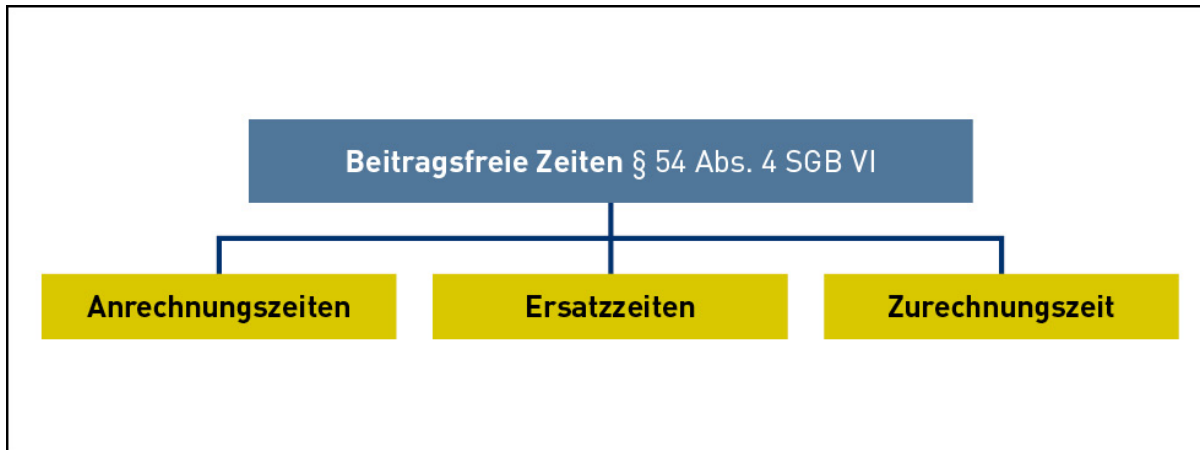 Beitragsfreie Zeiten § 54 Abs. 4 SGB VI
Anrechnungszeiten
Ersatzzeiten
Zurechnungszeit